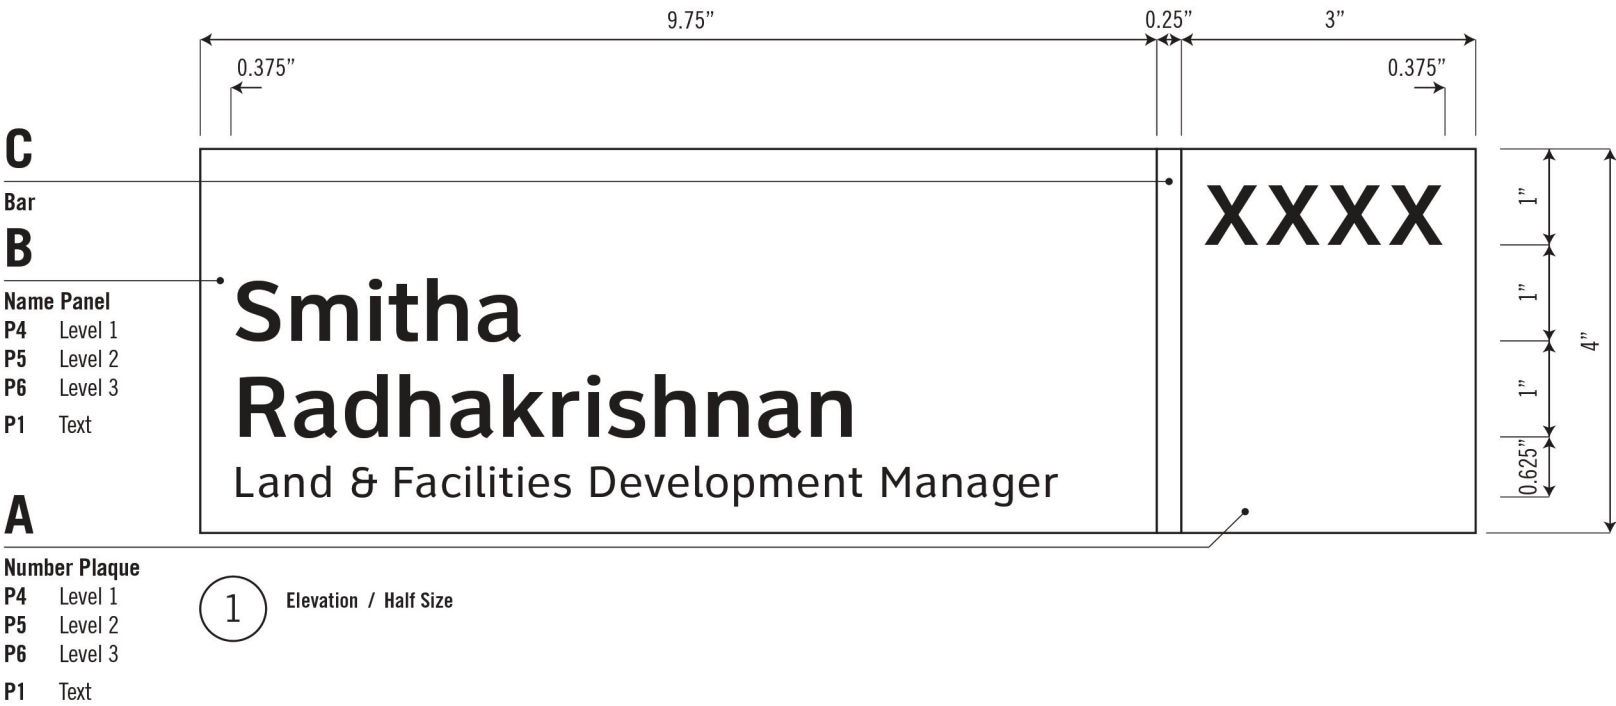 9.75”
0.25”
3”
0.375”
0.375”
C
Bar
B
Name Panel
P4 Level 1
P5 Level 2
P6 Level 3
P1 Text
A
Number Plaque
P4 Level 1
P5 Level 2
P6 Level 3
P1 Text
XXXX
Smitha
Radhakrishnan
Land & Facilities Development Manager
1”
1”
1”
0.625”
4”
1
Elevation / Half Size